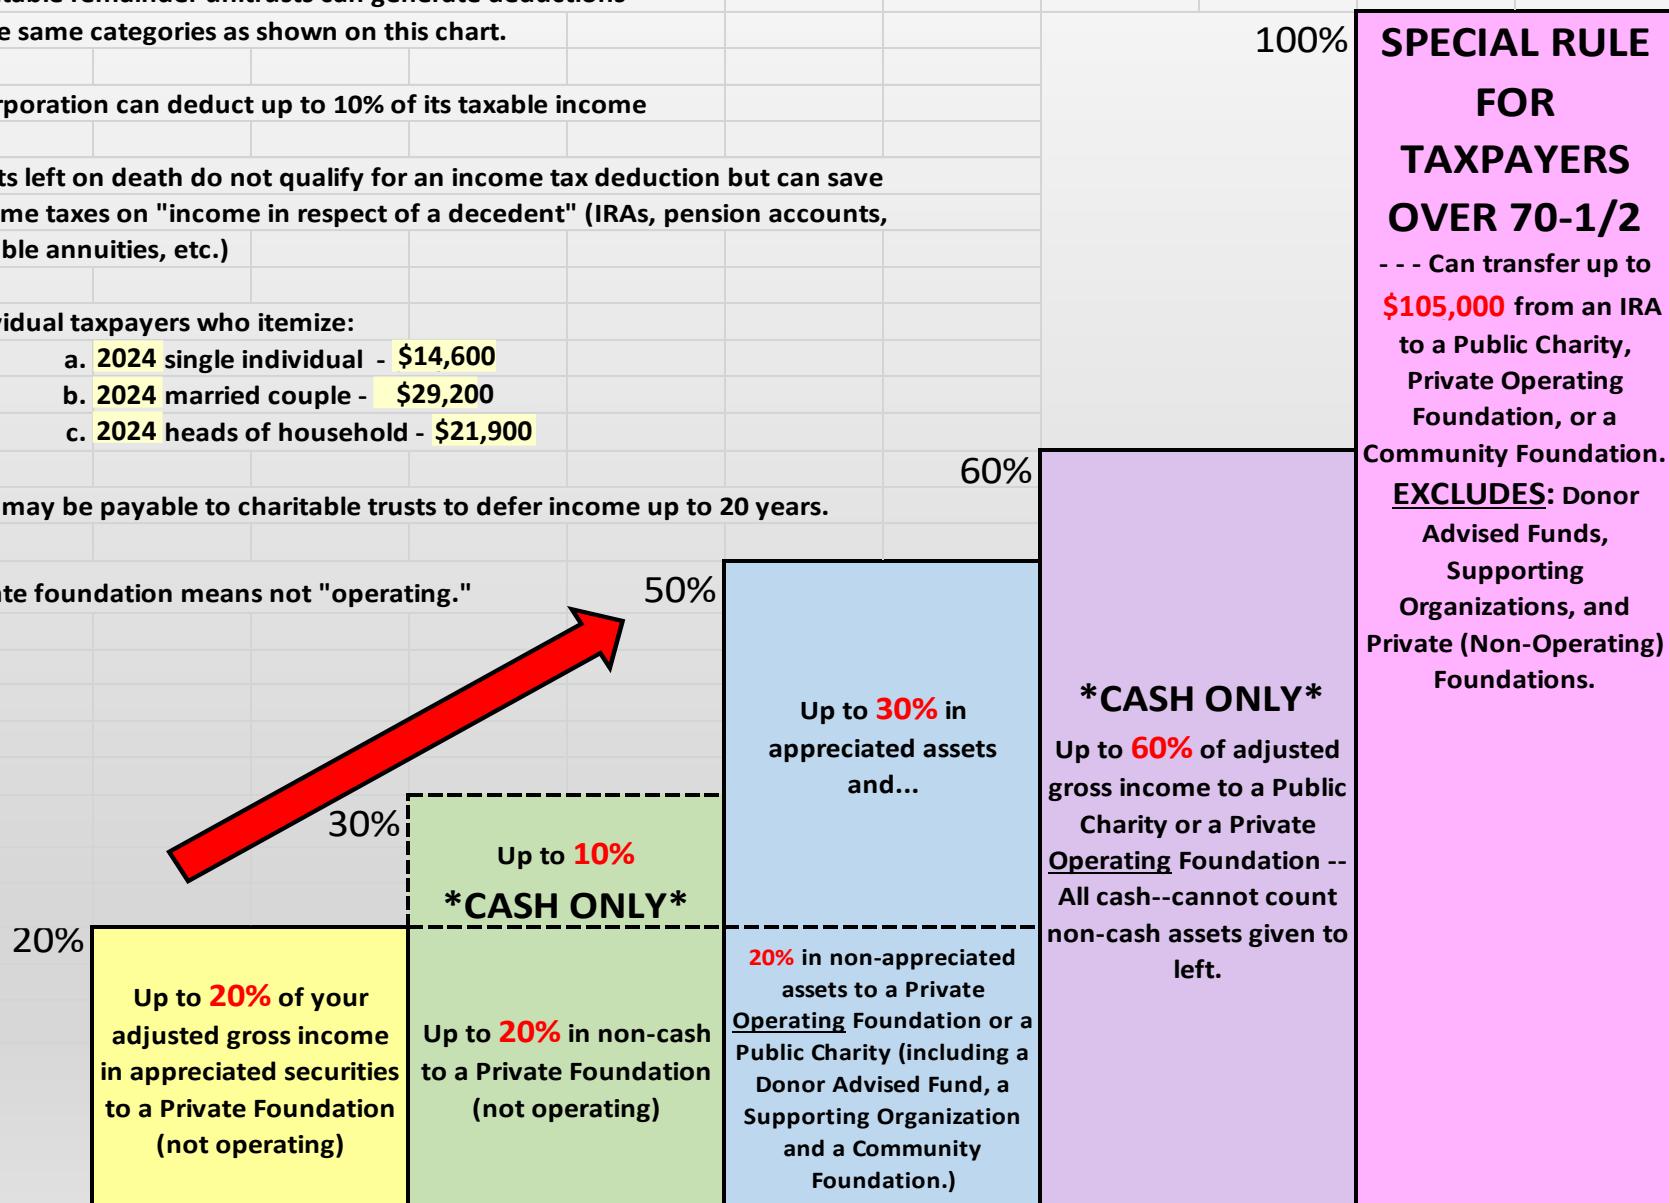 remainder unitrusts can generate deductions
same categories as shown on this chart.
can deduct up to 10% of its taxable income
left on death do not qualify for an income tax deduction but can save
taxes on "income in respect of a decedent" (IRAs, pension accounts,
annuities, etc.)
taxpayers who itemize:
a. 2024 single individual - $14,600
b. 2024 married couple - $29,200
c. 2024 heads of household - $21,900
may be payable to charitable trusts to defer income up to 20 years.
foundation means not "operating."
20%
Up to 20% of your
adjusted gross income
in appreciated securities
to a Private Foundation
(not operating)
30%
Up to 10%
*CASH ONLY*
Up to 20% in non-cash
to a Private Foundation
(not operating)
50%
Up to 30% in
appreciated assets
and...
20% in non-appreciated
assets to a Private
Operating Foundation or a
Public Charity (including a
Donor Advised Fund, a
Supporting Organization
and a Community
Foundation.)
60%
*CASH ONLY*
Up to 60% of adjusted
gross income to a Public
Charity or a Private
Operating Foundation --
All cash--cannot count
non-cash assets given to
left.
100%
SPECIAL RULE
FOR
TAXPAYERS
OVER 70-1/2
- - - Can transfer up to
$105,000 from an IRA
to a Public Charity,
Private Operating
Foundation, or a
Community Foundation.
EXCLUDES: Donor
Advised Funds,
Supporting
Organizations, and
Private (Non-Operating)
Foundations.